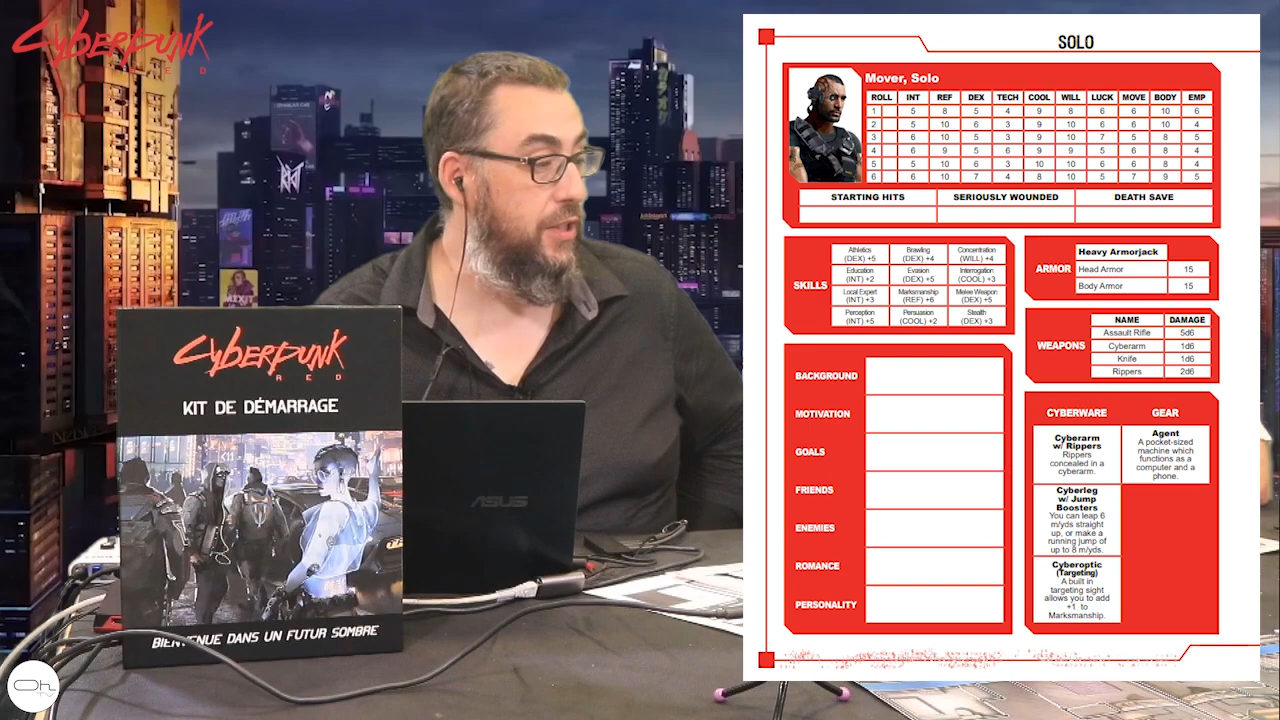 Cyberpunk
RED
Cyberpunk
RED
KIT DE DÉMARRAGE
BIENVENUE DANS UN FUTUR SOMBRE
ASUS
SOLO
Mover, Solo
ROLL INT REF DEX TECH COOL WILL LUCK MOVE BODY EMP
1 5 8 5 4 9 8 6 6 10 6
2 5 10 6 3 9 10 6 6 10 4
3 6 10 5 3 9 10 7 5 8 5
4 6 9 5 6 9 9 5 6 8 4
5 5 10 6 3 10 10 5 6 8 4
6 6 10 7 4 8 10 5 7 9 5
STARTING HITS SERIOUSLY WOUNDED DEATH SAVE
SKILLS
Athletics (DEX) +5
Brawling (DEX) +4
Concentration (WILL) +4
Education (INT) +2
Evasion (DEX) +5
Interrogation (COOL) +3
Local Expert (INT) +3
Marksmanship (REF) +6
Melee Weapon (DEX) +5
Perception (INT) +5
Persuasion (COOL) +2
Stealth (DEX) +3
ARMOR
Heavy Armorjack
Head Armor 15
Body Armor 15
WEAPONS
NAME DAMAGE
Assault Rifle 5d6
Cyberarm 1d6
Knife 1d6
Rippers 2d6
BACKGROUND
MOTIVATION
GOALS
FRIENDS
ENEMIES
ROMANCE
PERSONALITY
CYBERWARE
Cyberarm
w/ Rippers
Rippers
concealed in a
cyberarm.
Cyberleg
w/ Jump
Boosters
You can leap 6
m/yds straight
up, or make a
running jump of
up to 8 m/yds.
Cyberoptic
(Targeting)
A built in
targeting sight
allows you to add
+1 to
Marksmanship.
GEAR
Agent
A pocket-sized
machine which
functions as a
computer and a
phone.